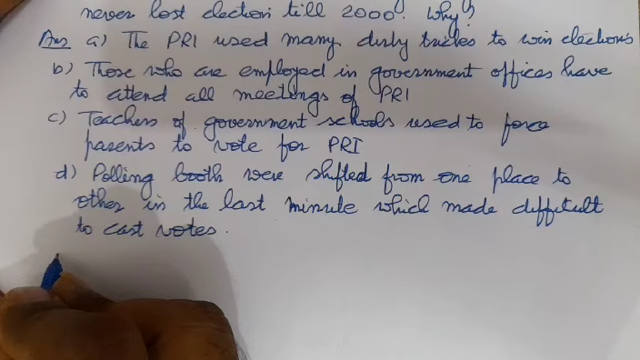 never lost election till 2000. Why?
Ans a) The PRI used many dirty tricks to win elections
b) Those who are employed in government offices have
to attend all meetings of PRI
c) Teachers of government schools used to force
parents to vote for PRI
d) Polling booth were shifted from one place to
other in the last minute which made difficult
to cast votes.